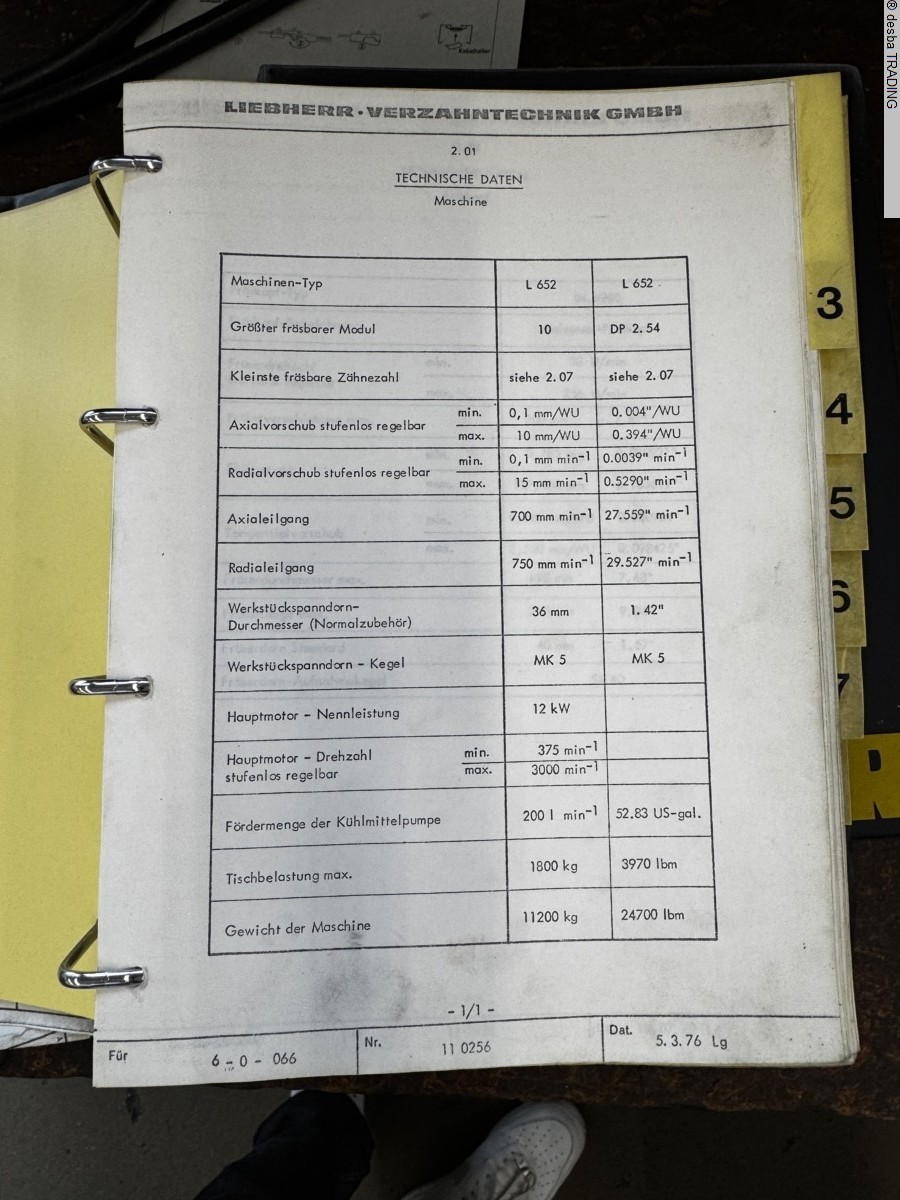 Kabelhalter
® desba TRADING
LIEBHERR - VERZAHNTECHNIK GMBH
2.01
TECHNISCHE DATEN
Maschine
Maschinen-Typ L 652 L 652
Größter fräsbarer Modul 10 DP 2.54
Kleinste fräsbare Zähnezahl siehe 2.07 siehe 2.07
Axialvorschub stufenlos regelbar min. 0,1 mm/WU 0.004"/WU
max. 10 mm/WU 0.394"/WU
Radialvorschub stufenlos regelbar min. 0,1 mm min⁻¹ 0.0039" min⁻¹
max. 15 mm min⁻¹ 0.5290" min⁻¹
Axialeilgang 700 mm min⁻¹ 27.559" min⁻¹
Radialeilgang 750 mm min⁻¹ 29.527" min⁻¹
Werkstückspanndorn-
Durchmesser (Normalzubehör) 36 mm 1.42"
Werkstückspanndorn - Kegel MK 5 MK 5
Hauptmotor - Nennleistung 12 kW
Hauptmotor - Drehzahl min. 375 min⁻¹
stufenlos regelbar max. 3000 min⁻¹
Fördermenge der Kühlmittelpumpe 200 l min⁻¹ 52.83 US-gal.
Tischbelastung max. 1800 kg 3970 lbm
Gewicht der Maschine 11200 kg 24700 lbm
- 1/1 -
Für 6 - 0 - 066 Nr. 11 0256 Dat. 5.3.76 Lg
3
4
5
6
7
R